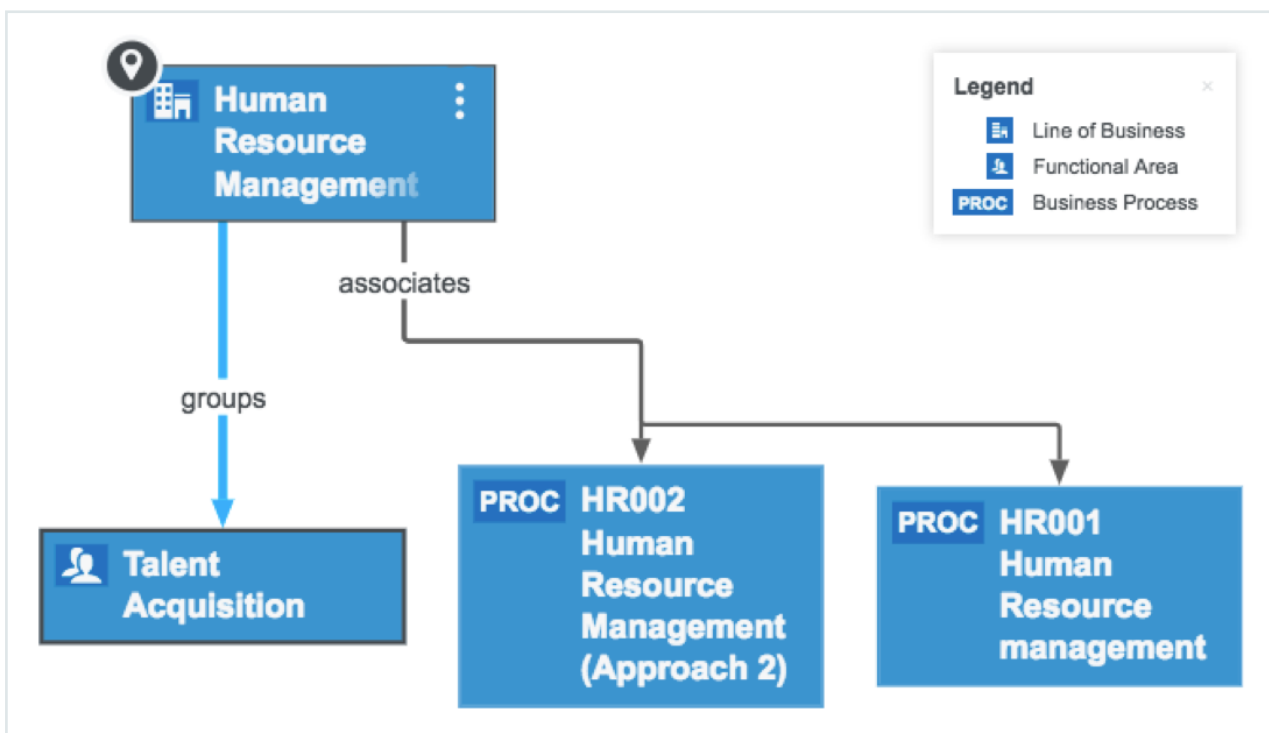 Human
Resource
Management
Legend
×
Line of Business
Functional Area
PROC Business Process
associates
groups
Talent
Acquisition
PROC HR002
Human
Resource
Management
(Approach 2)
PROC HR001
Human
Resource
management